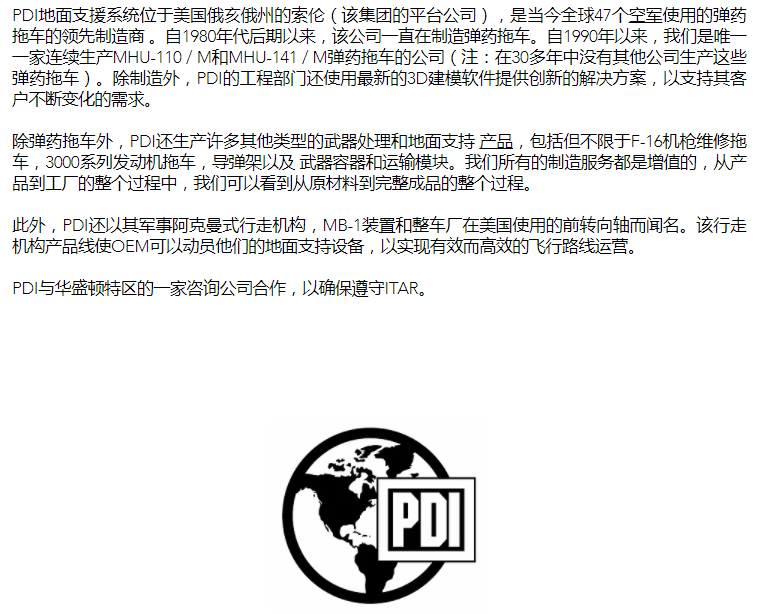 PDI地面支援系统位于美国俄亥俄州的索伦（该集团的平台公司），是当今全球47个空军使用的弹药
拖车的领先制造商 。自1980年代后期以来，该公司一直在制造弹药拖车。自1990年以来，我们是唯一
一家连续生产MHU-110 / M和MHU-141 / M弹药拖车的公司（注：在30多年中没有其他公司生产这些
弹药拖车）。除制造外，PDI的工程部门还使用最新的3D建模软件提供创新的解决方案，以支持其客
户不断变化的需求。
除弹药拖车外，PDI还生产许多其他类型的武器处理和地面支持 产品，包括但不限于F-16机枪维修拖
车，3000系列发动机拖车，导弹架以及 武器容器和运输模块。我们所有的制造服务都是增值的，从产
品到工厂的整个过程中，我们可以看到从原材料到完整成品的整个过程。
此外，PDI还以其军事阿克曼式行走机构，MB-1装置和整车厂在美国使用的前转向轴而闻名。该行走
机构产品线使OEM可以动员他们的地面支持设备，以实现有效而高效的飞行路线运营。
PDI与华盛顿特区的一家咨询公司合作，以确保遵守ITAR。
PDI